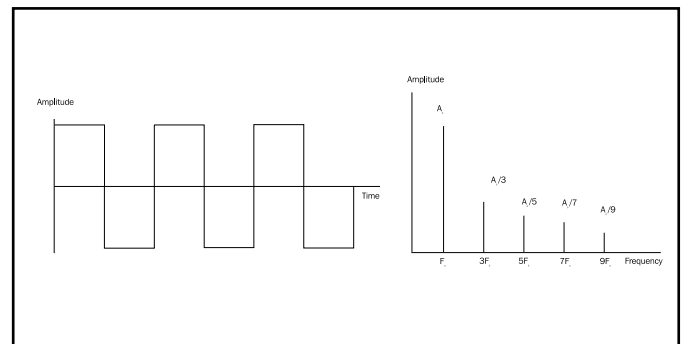 Amplitude
Time
Amplitude
A,
A,/3
A,/5
A,/7
A,/9
F,
3F,
5F,
7F,
9F,
Frequency